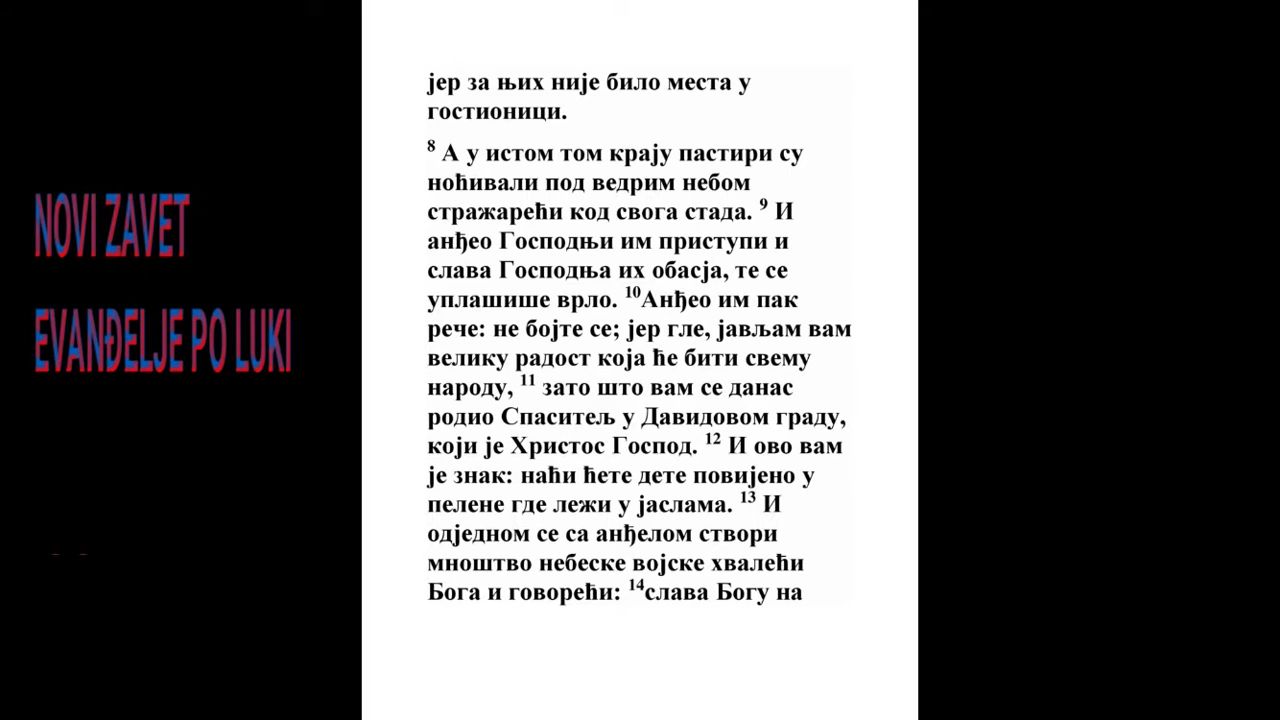 NOVI ZAVET
EVANĐELJE PO LUKI
јер за њих није било места у
гостионици.
8 А у истом том крају пастири су
ноћивали под ведрим небом
стражарећи код свога стада. 9 И
анђео Господњи им приступи и
слава Господња их обасја, те се
уплашише врло. 10Анђео им пак
рече: не бојте се; јер гле, јављам вам
велику радост која ће бити свему
народу, 11 зато што вам се данас
родио Спаситељ у Давидовом граду,
који је Христос Господ. 12 И ово вам
је знак: наћи ћете дете повијено у
пелене где лежи у јаслама. 13 И
одједном се са анђелом створи
мноштво небеске војске хвалећи
Бога и говорећи: 14слава Богу на